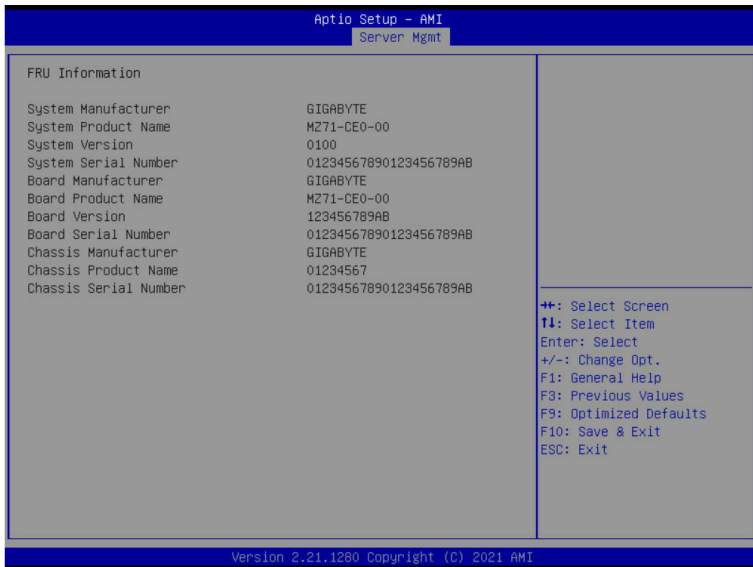 Aptio Setup – AMI
Server Mgmt
FRU Information
System Manufacturer GIGABYTE
System Product Name MZ71-CE0-00
System Version 0100
System Serial Number 01234567890123456789AB
Board Manufacturer GIGABYTE
Board Product Name MZ71-CE0-00
Board Version 123456789AB
Board Serial Number 01234567890123456789AB
Chassis Manufacturer GIGABYTE
Chassis Product Name 01234567
Chassis Serial Number 01234567890123456789AB
→←: Select Screen
↑↓: Select Item
Enter: Select
+/-: Change Opt.
F1: General Help
F3: Previous Values
F9: Optimized Defaults
F10: Save & Exit
ESC: Exit
Version 2.21.1280 Copyright (C) 2021 AMI